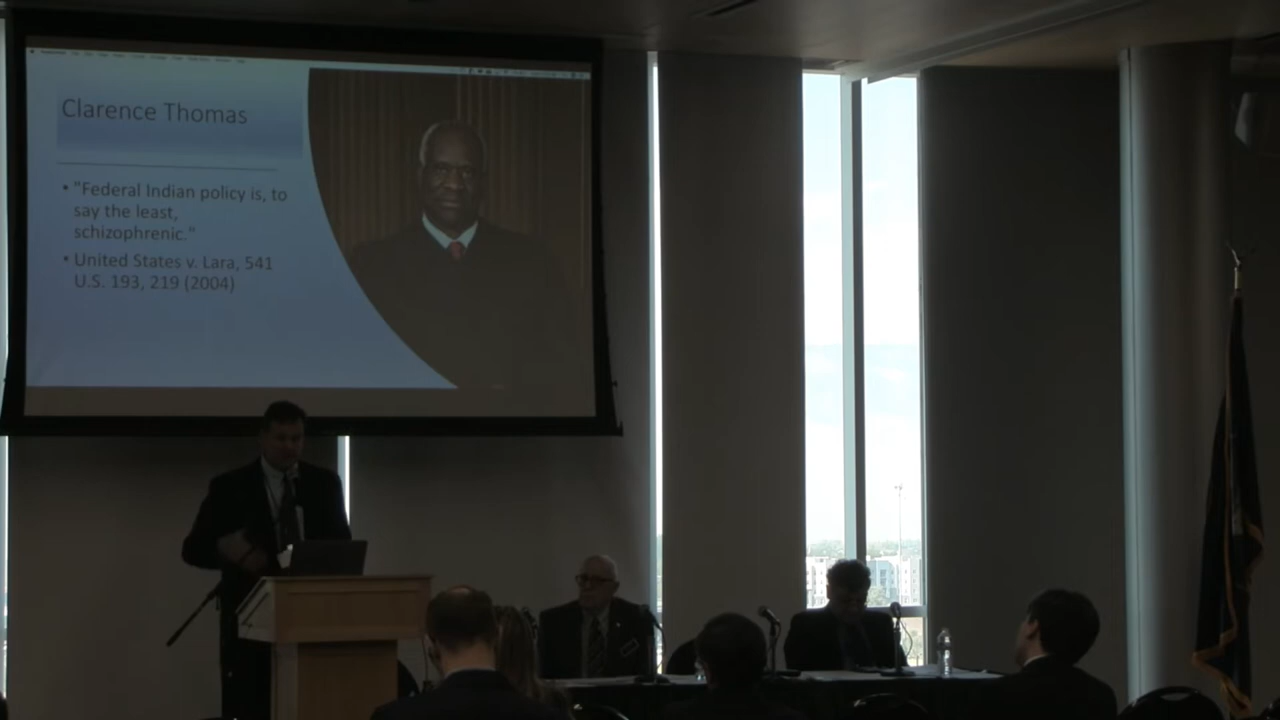 Clarence Thomas
• "Federal Indian policy is, to
say the least,
schizophrenic."
• United States v. Lara, 541
U.S. 193, 219 (2004)